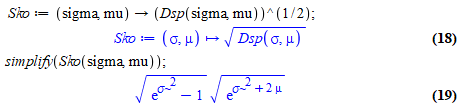 Sko := (sigma, mu) → (Dsp(sigma, mu))^(1/2);
Sko := (σ, μ) ↦ √Dsp(σ, μ) (18)
simplify(Sko(sigma, mu));
√(e^(σ~^2) − 1) √(e^(σ~^2 + 2 μ)) (19)